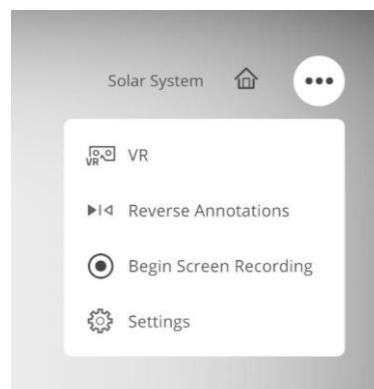 Solar System
VR VR
Reverse Annotations
Begin Screen Recording
Settings